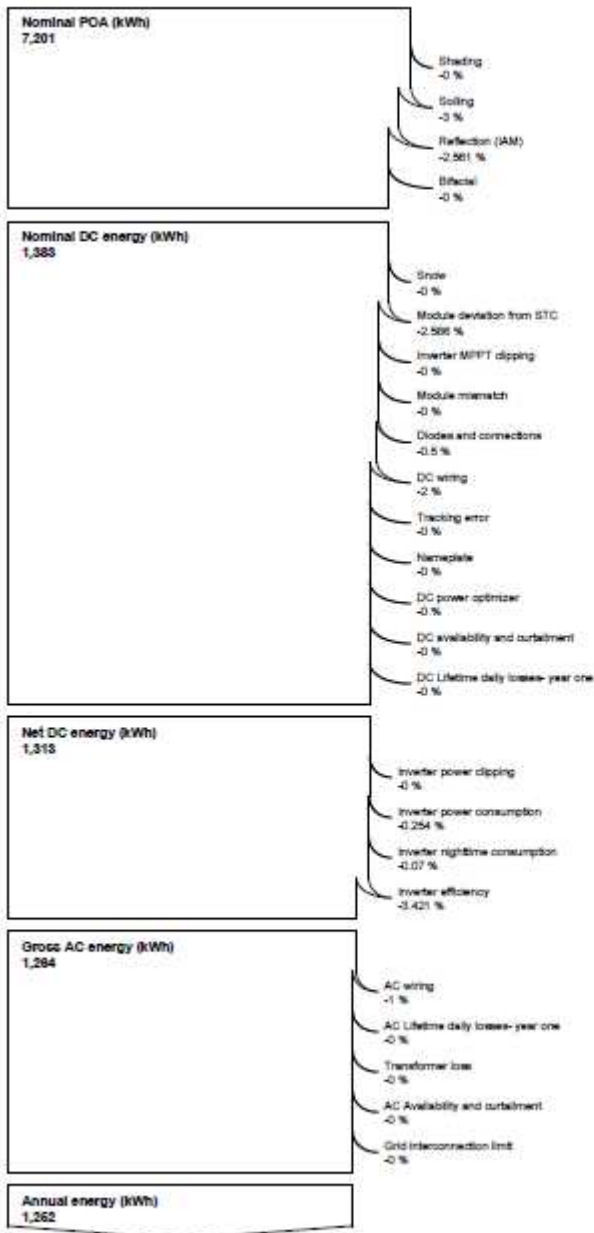 Nominal POA (kWh)
7,201
Shading
-0 %
Soiling
-3 %
Reflection (IAM)
-2.561 %
Bifacial
-0 %
Nominal DC energy (kWh)
1,383
Snow
-0 %
Module deviation from STC
-2.586 %
Inverter MPPT clipping
-0 %
Module mismatch
-0 %
Diodes and connections
-0.5 %
DC wiring
-2 %
Tracking error
-0 %
Nameplate
-0 %
DC power optimizer
-0 %
DC availability and curtailment
-0 %
DC Lifetime daily losses- year one
-0 %
Net DC energy (kWh)
1,313
Inverter power clipping
-0 %
Inverter power consumption
-0.254 %
Inverter nighttime consumption
-0.07 %
Inverter efficiency
-3.421 %
Gross AC energy (kWh)
1,264
AC wiring
-1 %
AC Lifetime daily losses- year one
-0 %
Transformer loss
-0 %
AC Availability and curtailment
-0 %
Grid interconnection limit
-0 %
Annual energy (kWh)
1,252